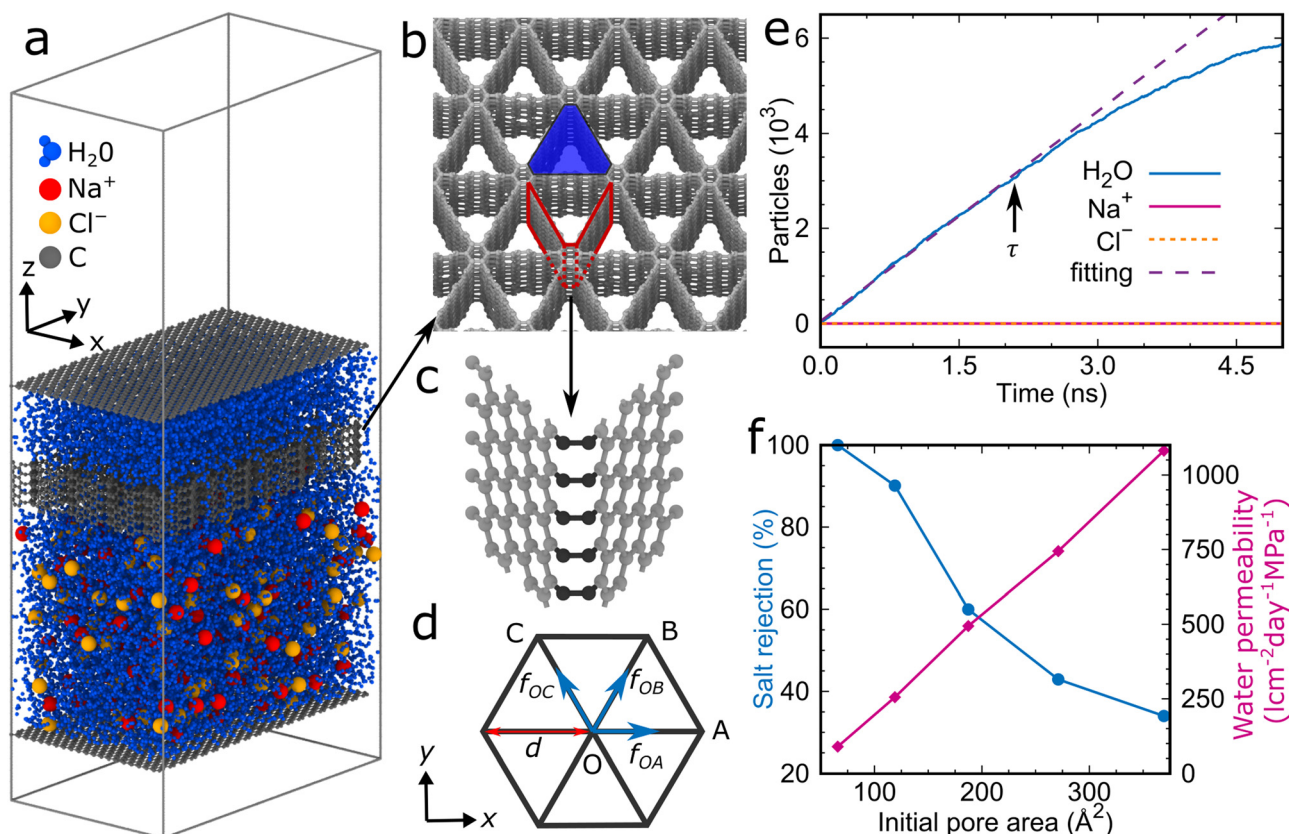 a
H₂0
Na⁺
Cl⁻
C
z
y
x
b
c
d
C
B
f_OC
f_OB
d
O
f_OA
A
y
x
e
Particles (10³)
6
4
2
0
H₂O
Na⁺
Cl⁻
fitting
τ
0.0 1.5 3.0 4.5
Time (ns)
f
Salt rejection (%)
100
80
60
40
20
1000
750
500
250
0
Water permeability
(lcm⁻²day⁻¹MPa⁻¹)
100 200 300
Initial pore area (Å²)